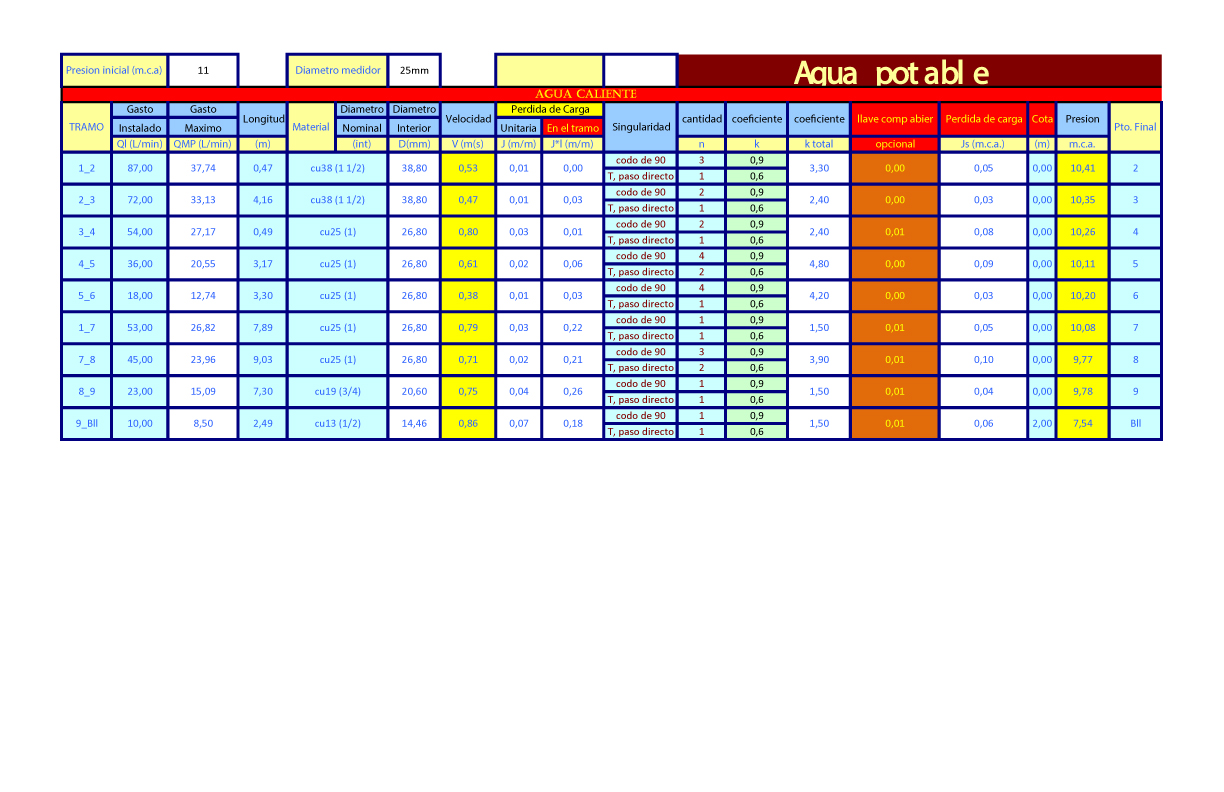 Presion inicial (m.c.a) 11 Diametro medidor 25mm Agua potable
AGUA CALIENTE
TRAMO Gasto Gasto Longitud Material Diametro Diametro Velocidad Perdida de Carga Singularidad cantidad coeficiente coeficiente llave comp abier Perdida de carga Cota Presion Pto. Final
Instalado Maximo Nominal Interior Unitaria En el tramo
QI (L/min) QMP (L/min) (m) (int) D(mm) V (m(s) J (m/m) J*l (m/m) n k k total opcional Js (m.c.a.) (m) m.c.a.
codo de 90 3 0,9
1_2 87,00 37,74 0,47 cu38 (1 1/2) 38,80 0,53 0,01 0,00 3,30 0,00 0,05 0,00 10,41 2
T, paso directo 1 0,6
codo de 90 2 0,9
2_3 72,00 33,13 4,16 cu38 (1 1/2) 38,80 0,47 0,01 0,03 2,40 0,00 0,03 0,00 10,35 3
T, paso directo 1 0,6
codo de 90 2 0,9
3_4 54,00 27,17 0,49 cu25 (1) 26,80 0,80 0,03 0,01 2,40 0,01 0,08 0,00 10,26 4
T, paso directo 1 0,6
codo de 90 4 0,9
4_5 36,00 20,55 3,17 cu25 (1) 26,80 0,61 0,02 0,06 4,80 0,00 0,09 0,00 10,11 5
T, paso directo 2 0,6
codo de 90 4 0,9
5_6 18,00 12,74 3,30 cu25 (1) 26,80 0,38 0,01 0,03 4,20 0,00 0,03 0,00 10,20 6
T, paso directo 1 0,6
codo de 90 1 0,9
1_7 53,00 26,82 7,89 cu25 (1) 26,80 0,79 0,03 0,22 1,50 0,01 0,05 0,00 10,08 7
T, paso directo 1 0,6
codo de 90 3 0,9
7_8 45,00 23,96 9,03 cu25 (1) 26,80 0,71 0,02 0,21 3,90 0,01 0,10 0,00 9,77 8
T, paso directo 2 0,6
codo de 90 1 0,9
8_9 23,00 15,09 7,30 cu19 (3/4) 20,60 0,75 0,04 0,26 1,50 0,01 0,04 0,00 9,78 9
T, paso directo 1 0,6
codo de 90 1 0,9
9_Bll 10,00 8,50 2,49 cu13 (1/2) 14,46 0,86 0,07 0,18 1,50 0,01 0,06 2,00 7,54 Bll
T, paso directo 1 0,6